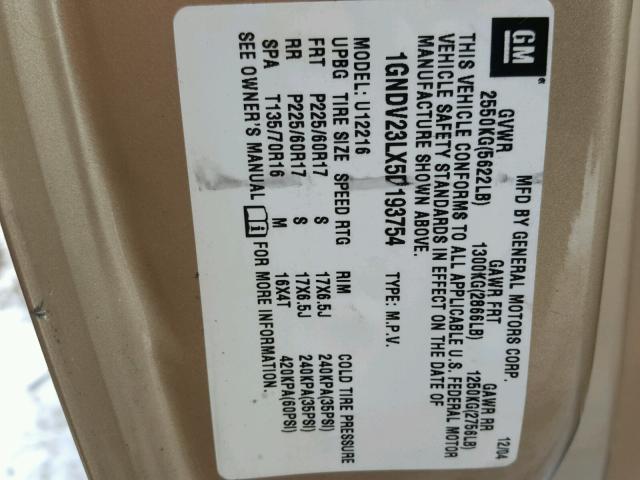 GM
MFD BY GENERAL MOTORS CORP. 12/04
GVWR GAWR FRT GAWR RR
2550KG(5622LB) 1300KG(2866LB) 1250KG(2756LB)
THIS VEHICLE CONFORMS TO ALL APPLICABLE U.S. FEDERAL MOTOR
VEHICLE SAFETY STANDARDS IN EFFECT ON THE DATE OF
MANUFACTURE SHOWN ABOVE.
1GNDV23LX5D193754 TYPE: M.P.V.
MODEL: U12216
UPBG TIRE SIZE SPEED RTG RIM COLD TIRE PRESSURE
FRT P225/60R17 S 17X6.5J 240KPA(35PSI)
RR P225/60R17 S 17X6.5J 240KPA(35PSI)
SPA T135/70R16 M 16X4T 420KPA(60PSI)
SEE OWNER'S MANUAL i FOR MORE INFORMATION.